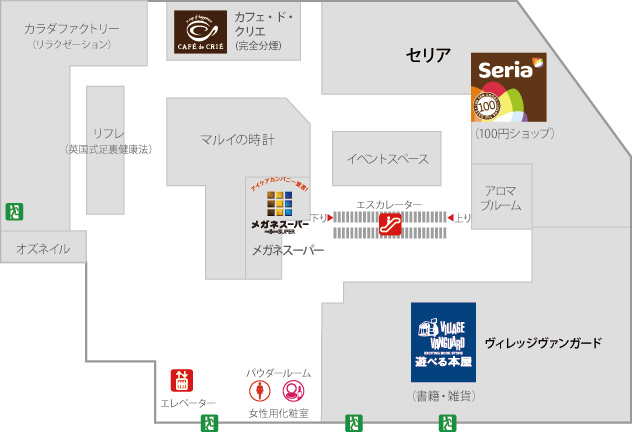 カラダファクトリー
(リラクゼーション)
CAFÉ de CRIÉ
カフェ・ド・
クリエ
(完全分煙)
セリア
Seria
100
(100円ショップ)
リフレ
(英国式足裏健康法)
マルイの時計
イベントスペース
アイケアカンパニー宣言!
メガネスーパー
SUPER
メガネスーパー
エスカレーター
下り
上り
アロマ
ブルーム
オズネイル
VILLAGE
VANGUARD
EXCITING BOOK STORE
遊べる本屋
ヴィレッジヴァンガード
(書籍・雑貨)
エレベーター
パウダールーム
女性用化粧室